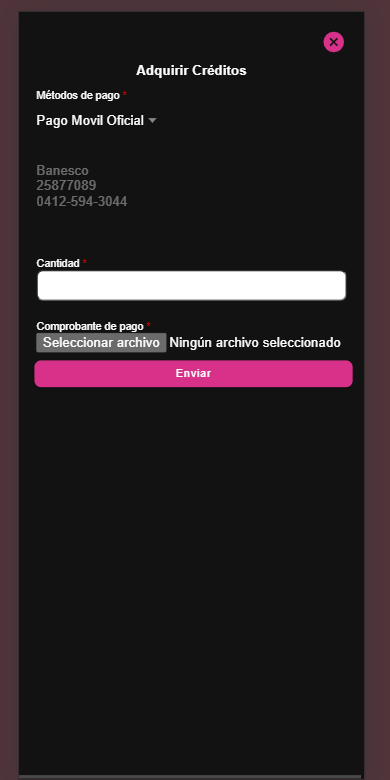 Adquirir Créditos
Métodos de pago *
Pago Movil Oficial
Banesco
25877089
0412-594-3044
Cantidad *
Comprobante de pago *
Seleccionar archivo Ningún archivo seleccionado
Enviar